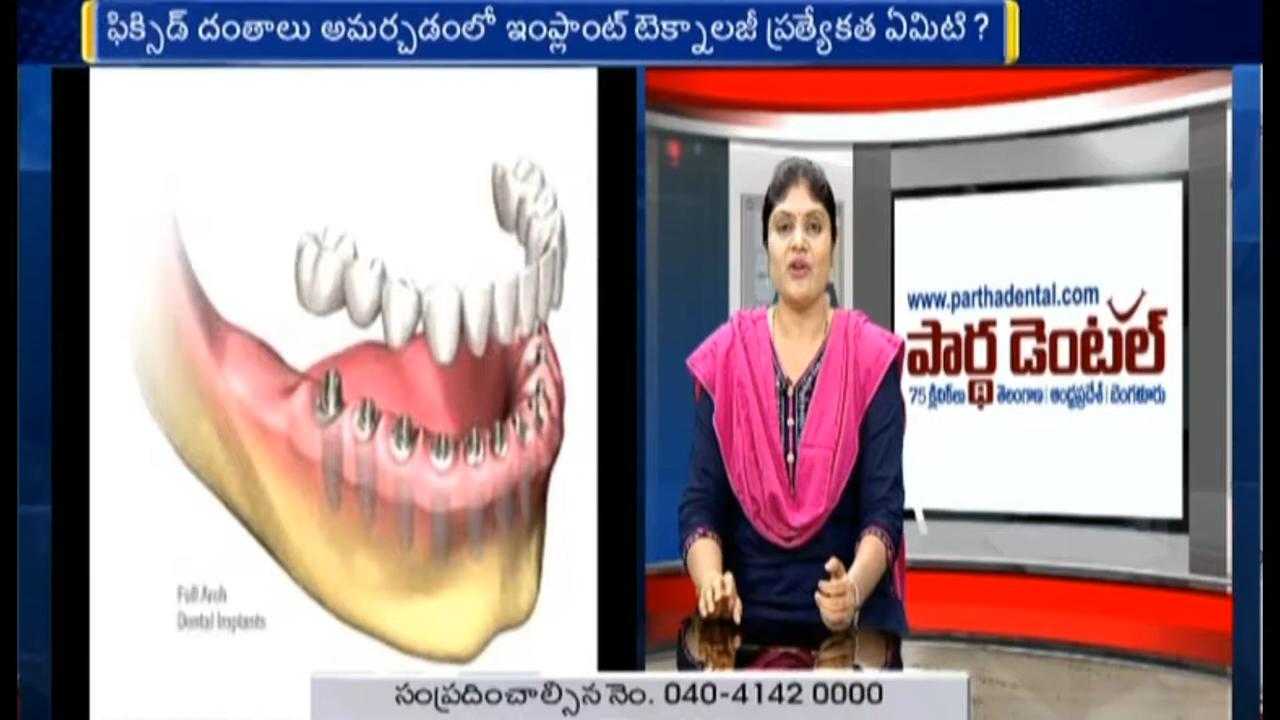 ఫిక్సిడ్ దంతాలు అమర్చడంలో ఇంప్లాంట్ టెక్నాలజీ ప్రత్యేకత ఏమిటి ?
www.parthadental.com
పార్థ డెంటల్
75 క్లినిక్‌లు తెలంగాణ | ఆంధ్రప్రదేశ్ | బెంగళూరు
Full Arch
Dental Implants
సంప్రదించాల్సిన నెం. 040-4142 0000